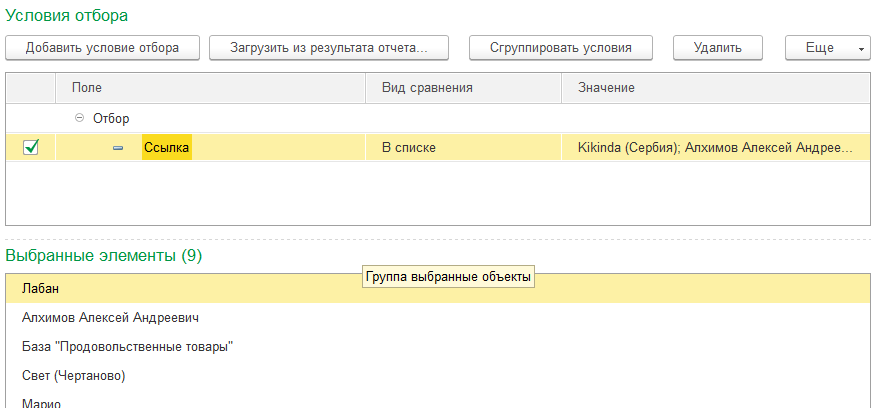 Условия отбора
Добавить условие отбора Загрузить из результата отчета... Сгруппировать условия Удалить Еще
Поле Вид сравнения Значение
Отбор
Ссылка В списке Kikinda (Сербия); Алхимов Алексей Андрее...
Выбранные элементы (9)
Группа выбранные объекты
Лабан
Алхимов Алексей Андреевич
База "Продовольственные товары"
Свет (Чертаново)
Марио